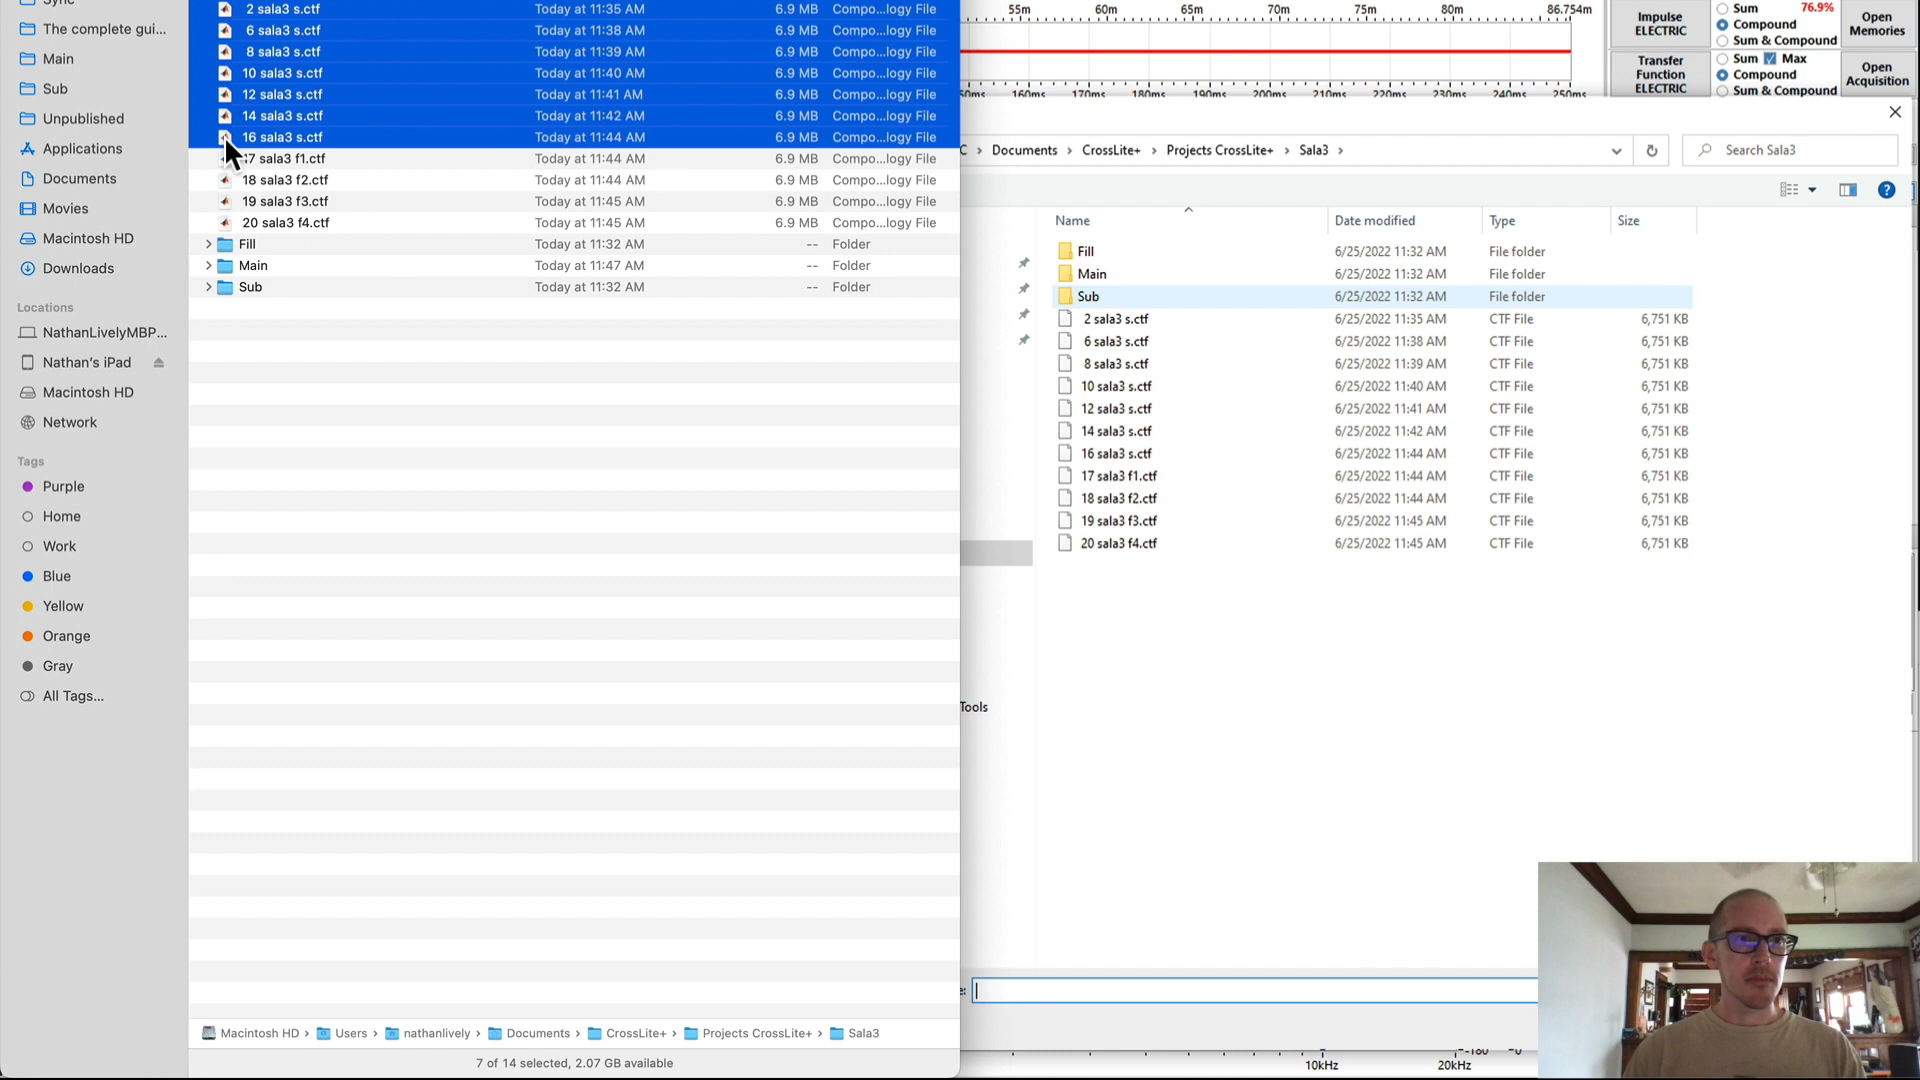 Sync
The complete gui...
Main
Sub
Unpublished
Applications
Documents
Movies
Macintosh HD
Downloads
Locations
NathanLivelyMBP...
Nathan's iPad
Macintosh HD
Network
Tags
Purple
Home
Work
Blue
Yellow
Orange
Gray
All Tags...
2 sala3 s.ctf Today at 11:35 AM 6.9 MB Compo...logy File
6 sala3 s.ctf Today at 11:38 AM 6.9 MB Compo...logy File
8 sala3 s.ctf Today at 11:39 AM 6.9 MB Compo...logy File
10 sala3 s.ctf Today at 11:40 AM 6.9 MB Compo...logy File
12 sala3 s.ctf Today at 11:41 AM 6.9 MB Compo...logy File
14 sala3 s.ctf Today at 11:42 AM 6.9 MB Compo...logy File
16 sala3 s.ctf Today at 11:44 AM 6.9 MB Compo...logy File
17 sala3 f1.ctf Today at 11:44 AM 6.9 MB Compo...logy File
18 sala3 f2.ctf Today at 11:44 AM 6.9 MB Compo...logy File
19 sala3 f3.ctf Today at 11:45 AM 6.9 MB Compo...logy File
20 sala3 f4.ctf Today at 11:45 AM 6.9 MB Compo...logy File
Fill Today at 11:32 AM -- Folder
Main Today at 11:47 AM -- Folder
Sub Today at 11:32 AM -- Folder
Macintosh HD › Users › nathanlively › Documents › CrossLite+ › Projects CrossLite+ › Sala3
7 of 14 selected, 2.07 GB available
55m 60m 65m 70m 75m 80m 86.754m
160ms 170ms 180ms 190ms 200ms 210ms 220ms 230ms 240ms 250ms
Impulse
ELECTRIC
Sum 76.9%
Compound
Sum & Compound
Open
Memories
Transfer
Function
ELECTRIC
Sum Max
Compound
Sum & Compound
Open
Acquisition
C › Documents › CrossLite+ › Projects CrossLite+ › Sala3 ›
Search Sala3
Name Date modified Type Size
Fill 6/25/2022 11:32 AM File folder
Main 6/25/2022 11:32 AM File folder
Sub 6/25/2022 11:32 AM File folder
2 sala3 s.ctf 6/25/2022 11:35 AM CTF File 6,751 KB
6 sala3 s.ctf 6/25/2022 11:38 AM CTF File 6,751 KB
8 sala3 s.ctf 6/25/2022 11:39 AM CTF File 6,751 KB
10 sala3 s.ctf 6/25/2022 11:40 AM CTF File 6,751 KB
12 sala3 s.ctf 6/25/2022 11:41 AM CTF File 6,751 KB
14 sala3 s.ctf 6/25/2022 11:42 AM CTF File 6,751 KB
16 sala3 s.ctf 6/25/2022 11:44 AM CTF File 6,751 KB
17 sala3 f1.ctf 6/25/2022 11:44 AM CTF File 6,751 KB
18 sala3 f2.ctf 6/25/2022 11:44 AM CTF File 6,751 KB
19 sala3 f3.ctf 6/25/2022 11:45 AM CTF File 6,751 KB
20 sala3 f4.ctf 6/25/2022 11:45 AM CTF File 6,751 KB
Tools
10kHz 20kHz